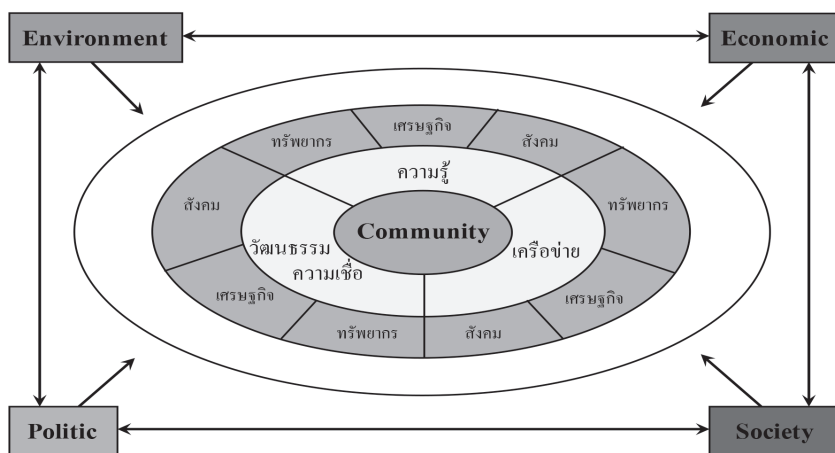 Environment
Economic
เศรษฐกิจ
ทรัพยากร
สังคม
ความรู้
สังคม
ทรัพยากร
Community
วัฒนธรรม
ความเชื่อ
เครือข่าย
เศรษฐกิจ
เศรษฐกิจ
ทรัพยากร
สังคม
Politic
Society